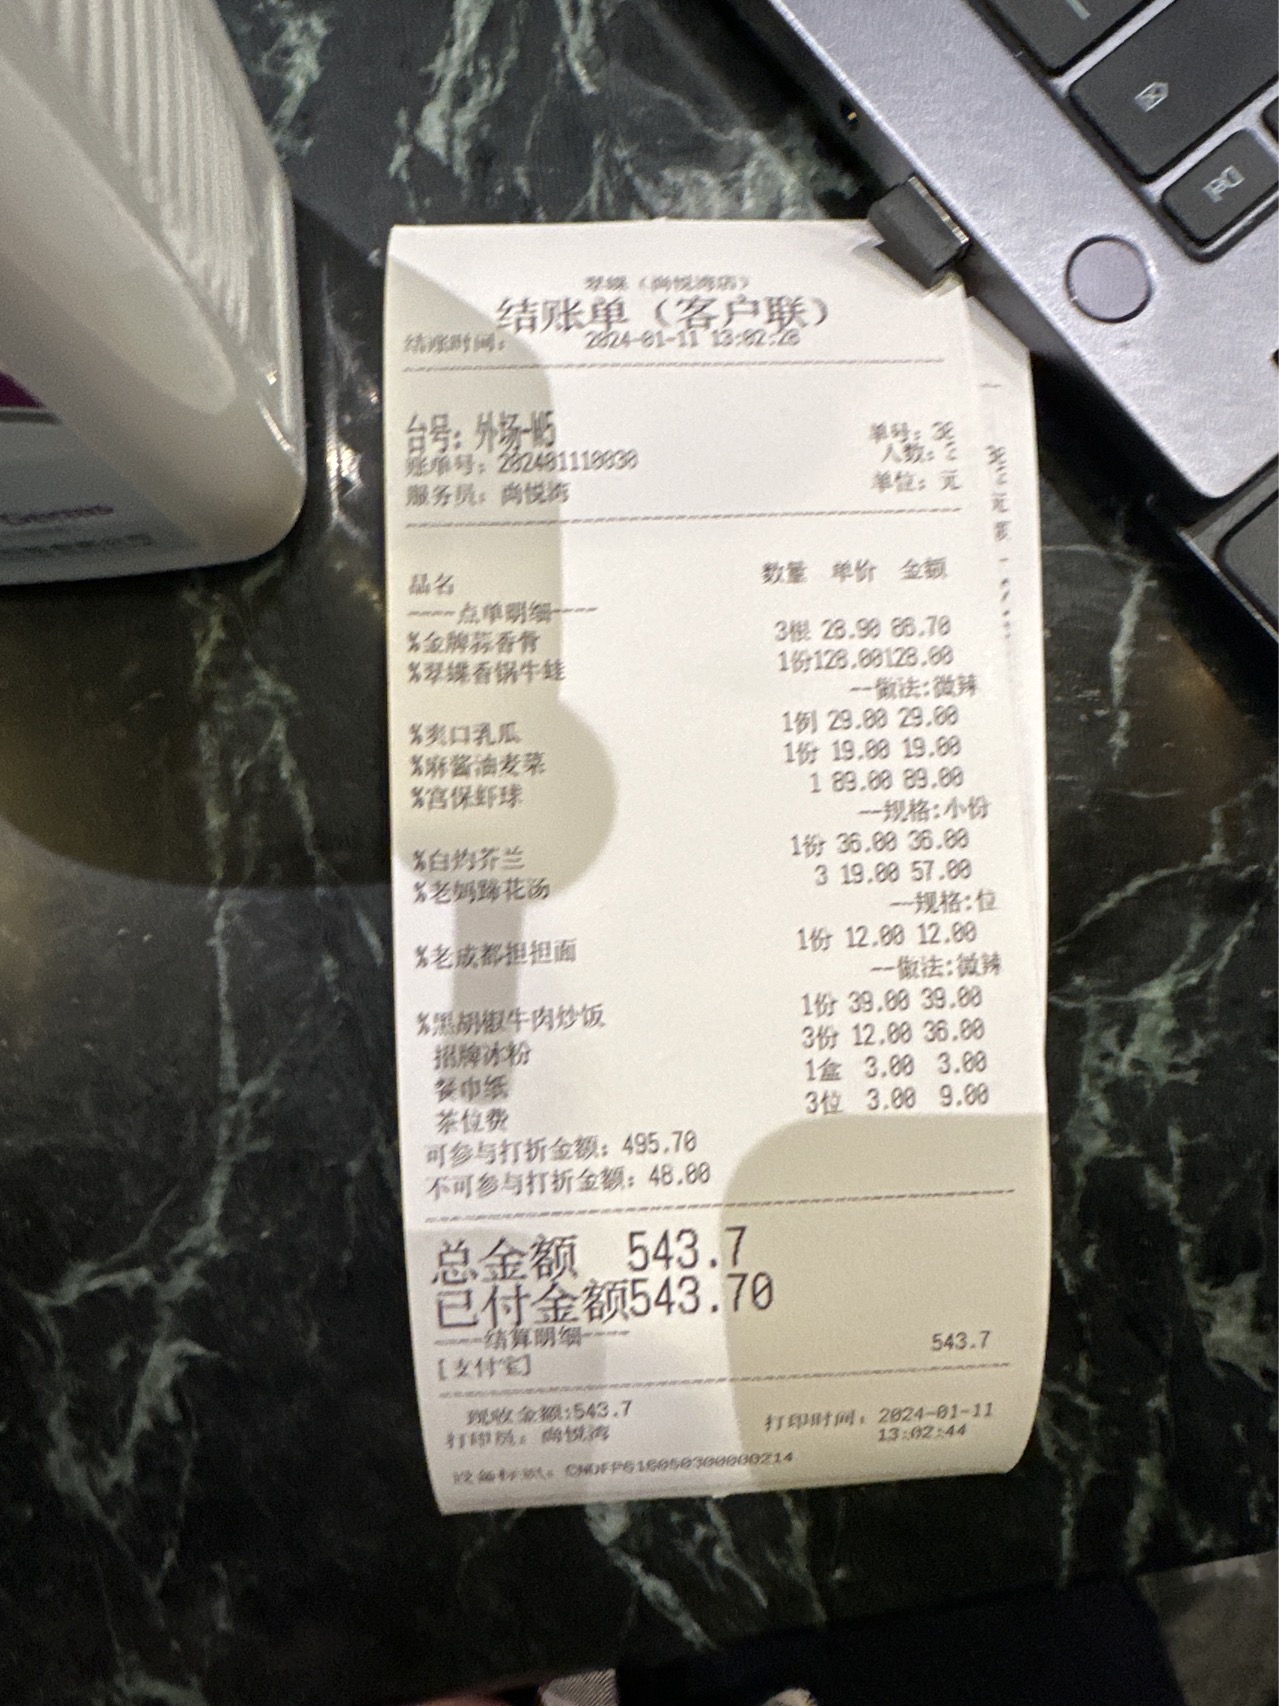 翠蝶（尚悦湾店）
结账单（客户联）
结账时间： 2024-01-11 13:02:28
台号：外场-W5
单号：
账单号：202401110030
人数：
服务员：尚悦湾
单位：元
品名 数量 单价 金额
----点单明细----
%金牌蒜香骨 3根 28.90 86.70
%翠蝶香锅牛蛙 1份128.00128.00
--做法:微辣
%爽口乳瓜 1例 29.00 29.00
%麻酱油麦菜 1份 19.00 19.00
%宫保虾球 1 89.00 89.00
--规格:小份
%白灼芥兰 1份 36.00 36.00
%老妈蹄花汤 3 19.00 57.00
--规格:位
%老成都担担面 1份 12.00 12.00
--做法:微辣
%黑胡椒牛肉炒饭 1份 39.00 39.00
招牌冰粉 3份 12.00 36.00
餐巾纸 1盒 3.00 3.00
茶位费 3位 3.00 9.00
可参与打折金额：495.70
不可参与打折金额：48.00
总金额 543.7
已付金额543.70
----结算明细----
[支付宝] 543.7
现收金额:543.7
打印员：尚悦湾
打印时间：2024-01-11
13:02:44
设备标识：